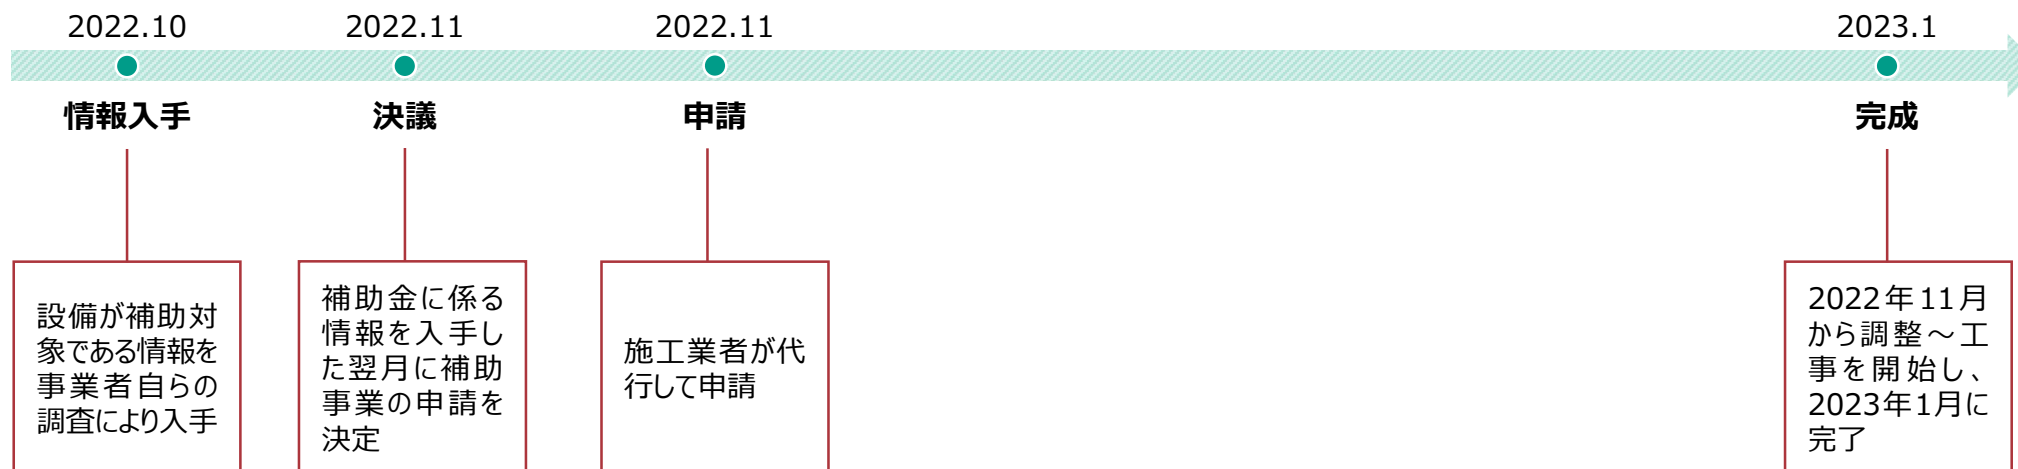 2022.10
2022.11
2022.11
2023.1
情報入手
決議
申請
完成
設備が補助対
象である情報を
事業者自らの
調査により入手
補助金に係る
情報を入手し
た翌月に補助
事業の申請を
決定
施工業者が代
行して申請
2022年11月
から調整～工
事を開始し、
2023年1月に
完了